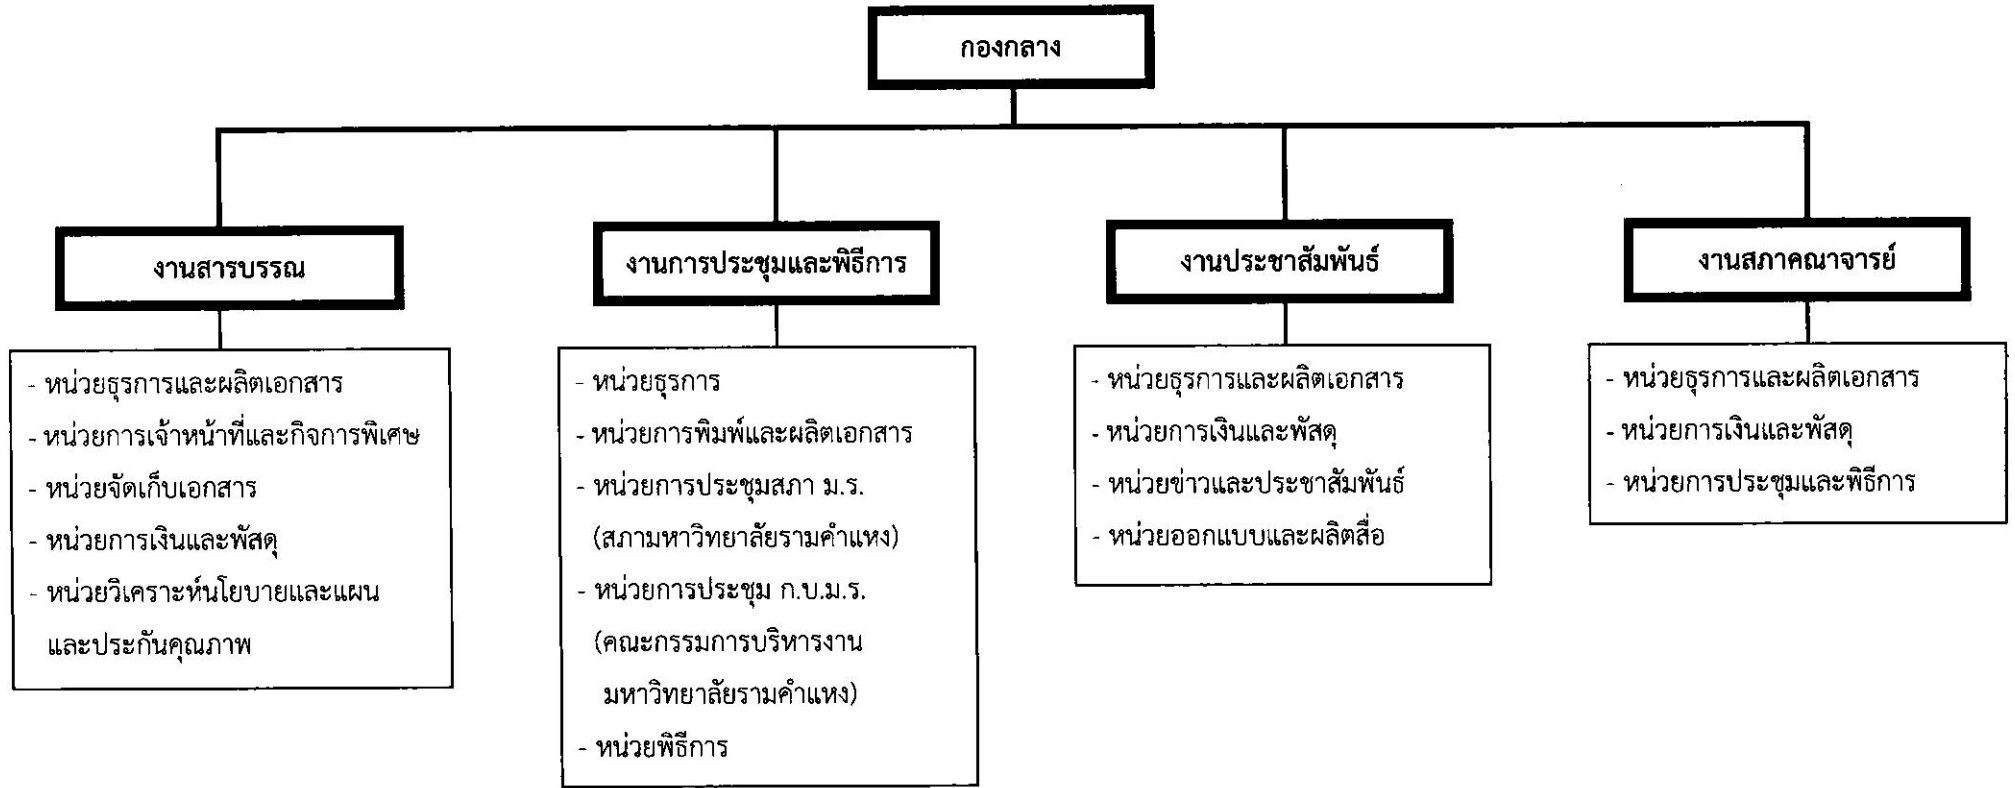 กองกลาง
งานสารบรรณ
- หน่วยธุรการและผลิตเอกสาร
- หน่วยการเจ้าหน้าที่และกิจการพิเศษ
- หน่วยจัดเก็บเอกสาร
- หน่วยการเงินและพัสดุ
- หน่วยวิเคราะห์นโยบายและแผน
และประกันคุณภาพ
งานการประชุมและพิธีการ
- หน่วยธุรการ
- หน่วยการพิมพ์และผลิตเอกสาร
- หน่วยการประชุมสภา ม.ร.
(สภามหาวิทยาลัยรามคำแหง)
- หน่วยการประชุม ก.บ.ม.ร.
(คณะกรรมการบริหารงาน
มหาวิทยาลัยรามคำแหง)
- หน่วยพิธีการ
งานประชาสัมพันธ์
- หน่วยธุรการและผลิตเอกสาร
- หน่วยการเงินและพัสดุ
- หน่วยข่าวและประชาสัมพันธ์
- หน่วยออกแบบและผลิตสื่อ
งานสภาคณาจารย์
- หน่วยธุรการและผลิตเอกสาร
- หน่วยการเงินและพัสดุ
- หน่วยการประชุมและพิธีการ